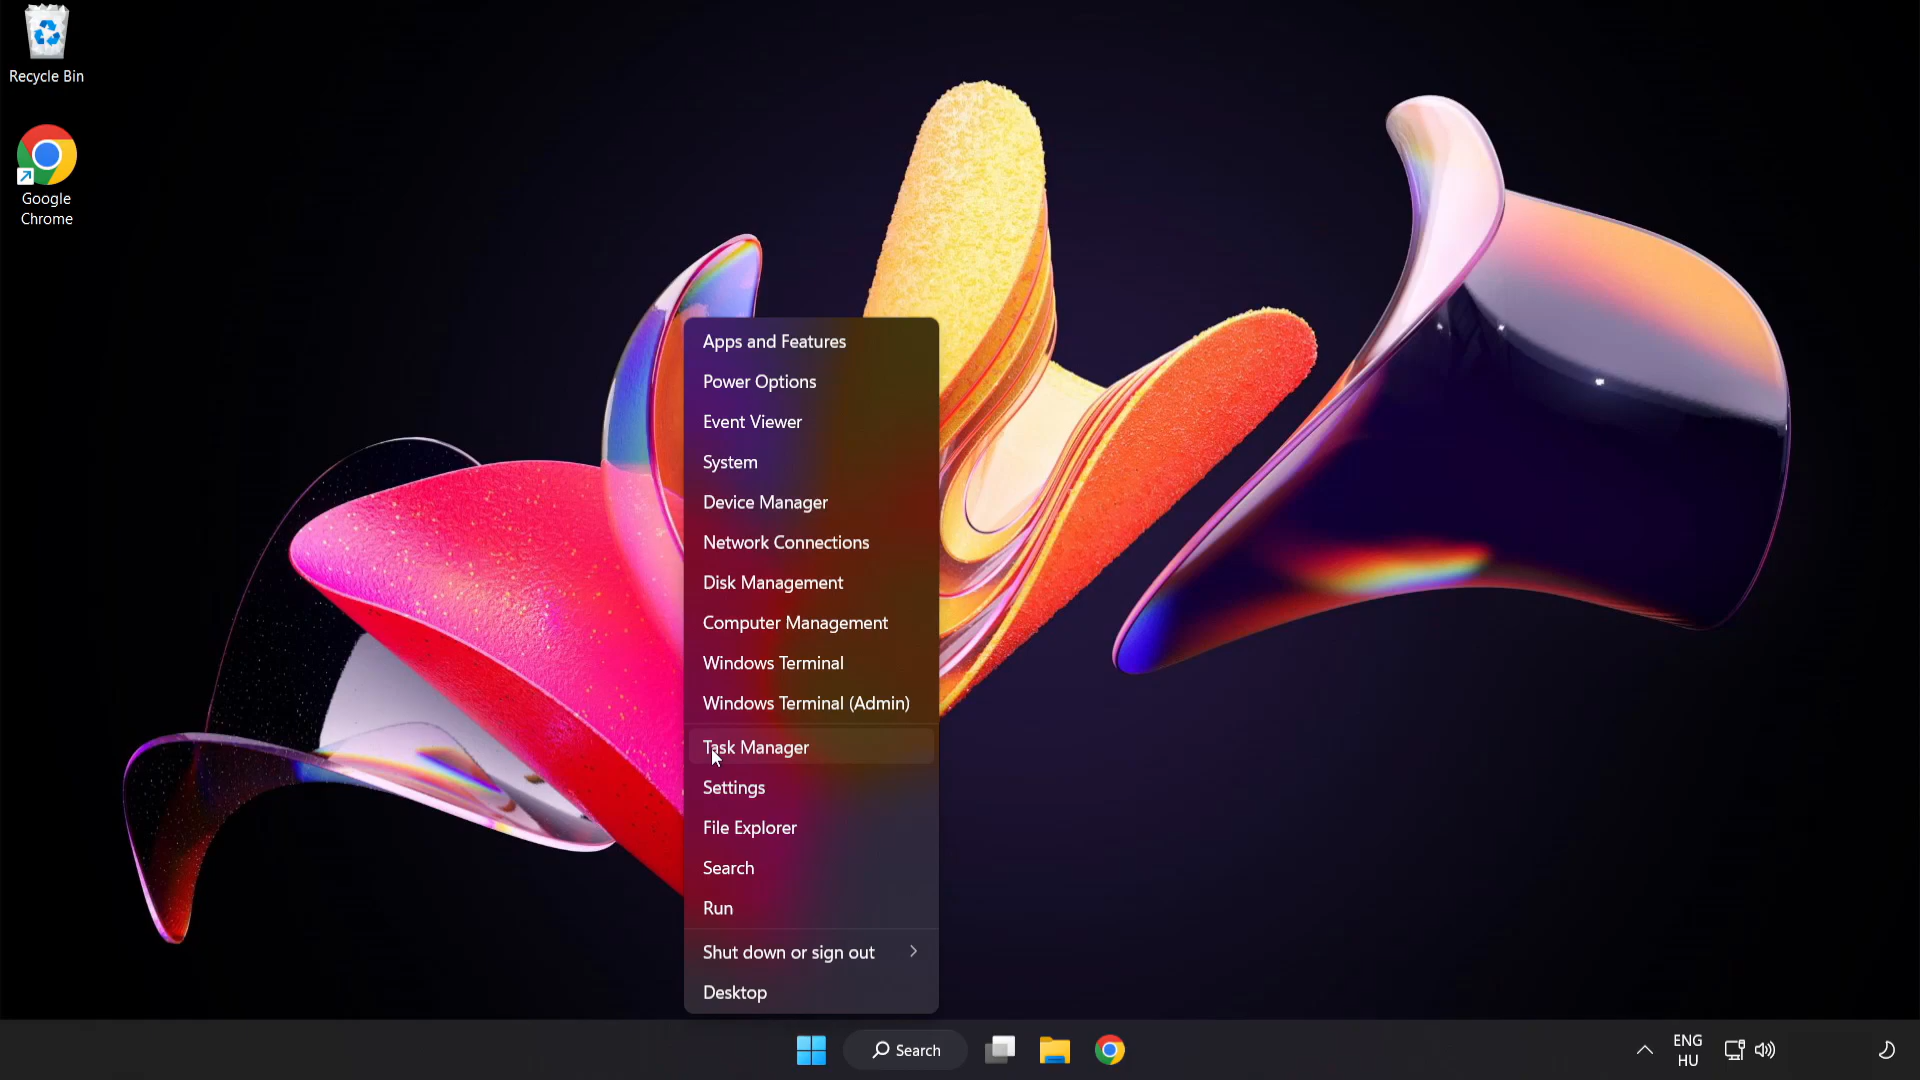 Recycle Bin
Google
Chrome
Apps and Features
Power Options
Event Viewer
System
Device Manager
Network Connections
Disk Management
Computer Management
Windows Terminal
Windows Terminal (Admin)
Task Manager
Settings
File Explorer
Search
Run
Shut down or sign out
Desktop
Search
ENG
HU